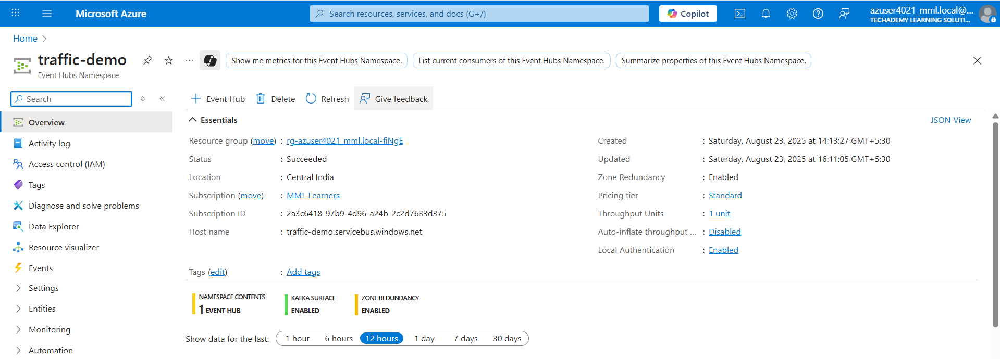 Microsoft Azure
Search resources, services, and docs (G+/)
Copilot
azuser4021_mml.local@...
TECHADEMY LEARNING SOLUTI...
Home
traffic-demo
Event Hubs Namespace
Show me metrics for this Event Hubs Namespace.
List current consumers of this Event Hubs Namespace.
Summarize properties of this Event Hubs Namespace.
Search
Overview
Activity log
Access control (IAM)
Tags
Diagnose and solve problems
Data Explorer
Resource visualizer
Events
Settings
Entities
Monitoring
Automation
Event Hub
Delete
Refresh
Give feedback
Essentials
JSON View
Resource group (move) : rg-azuser4021_mml.local-fiNgE
Status : Succeeded
Location : Central India
Subscription (move) : MML Learners
Subscription ID : 2a3c6418-97b9-4d96-a24b-2c2d7633d375
Host name : traffic-demo.servicebus.windows.net
Created : Saturday, August 23, 2025 at 14:13:27 GMT+5:30
Updated : Saturday, August 23, 2025 at 16:11:05 GMT+5:30
Zone Redundancy : Enabled
Pricing tier : Standard
Throughput Units : 1 unit
Auto-inflate throughput ... : Disabled
Local Authentication : Enabled
Tags (edit) : Add tags
NAMESPACE CONTENTS
1 EVENT HUB
KAFKA SURFACE
ENABLED
ZONE REDUNDANCY
ENABLED
Show data for the last: 1 hour 6 hours 12 hours 1 day 7 days 30 days